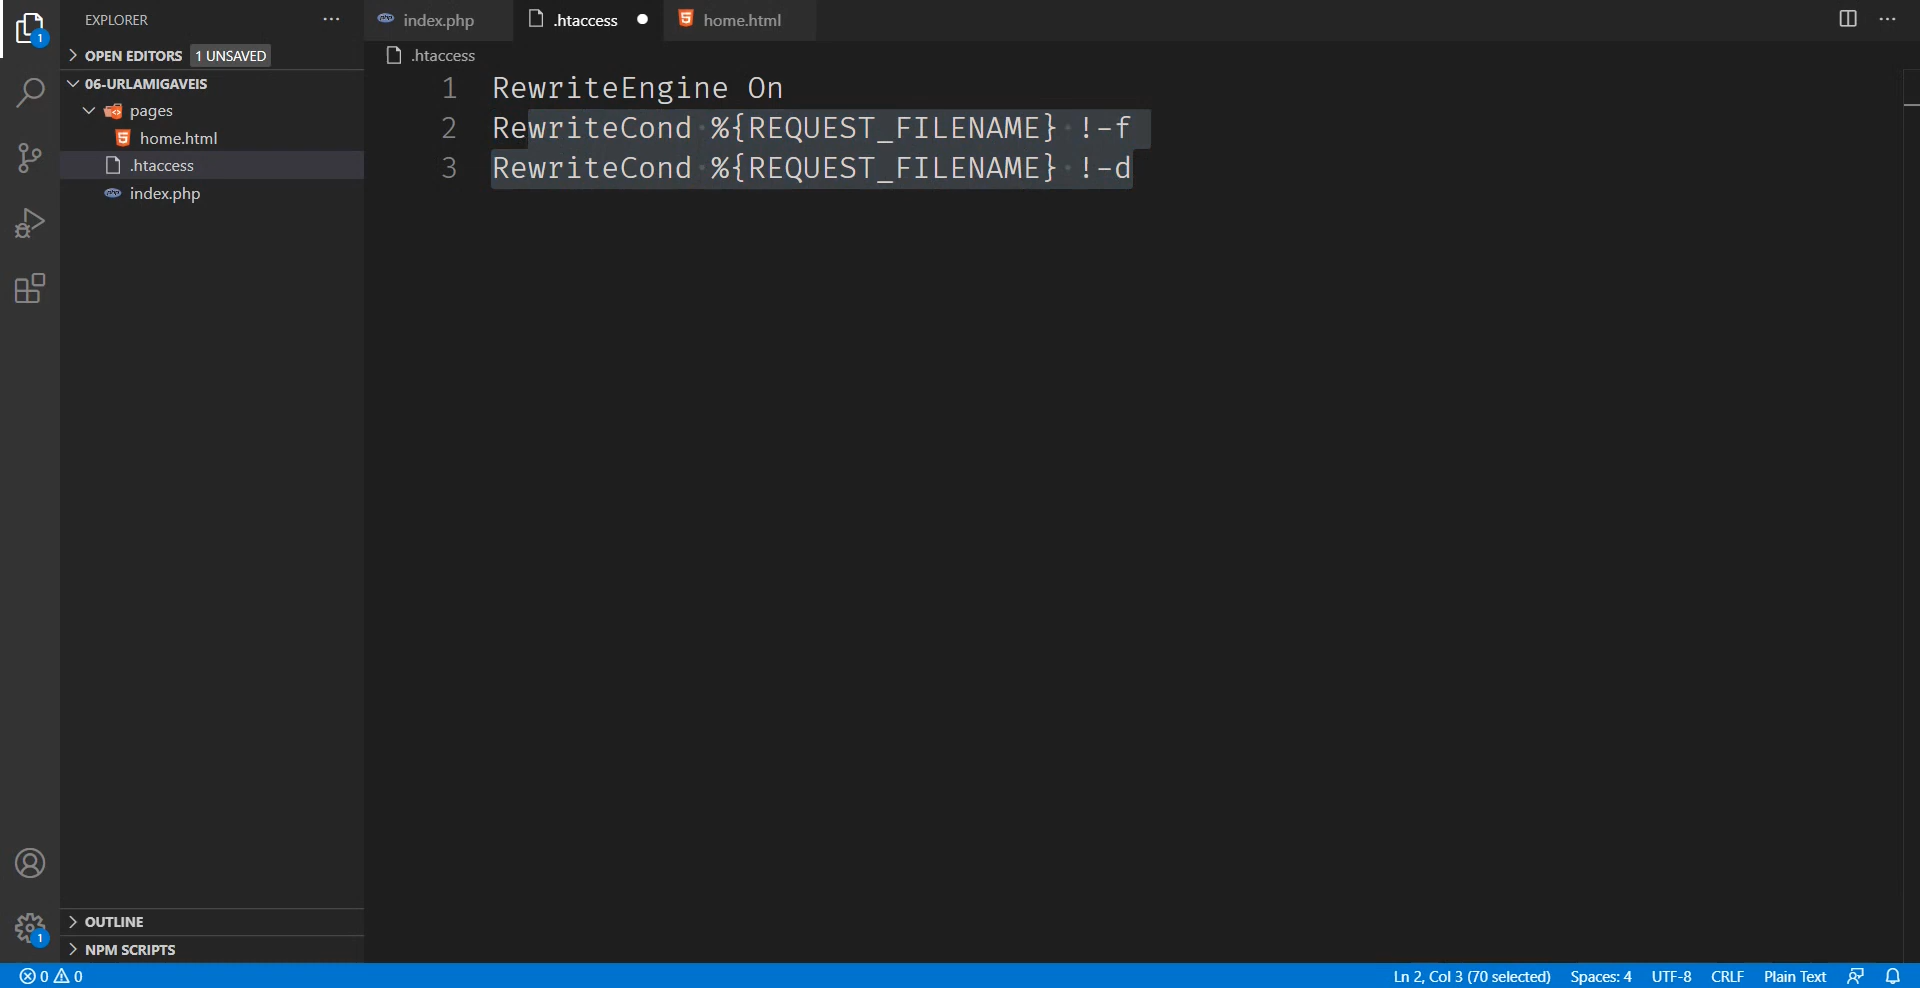 EXPLORER
OPEN EDITORS 1 UNSAVED
06-URLAMIGAVEIS
pages
home.html
.htaccess
index.php
OUTLINE
NPM SCRIPTS
index.php .htaccess home.html
.htaccess
1 RewriteEngine On
2 RewriteCond %{REQUEST_FILENAME} !-f
3 RewriteCond %{REQUEST_FILENAME} !-d
1
1
0 0 Ln 2, Col 3 (70 selected) Spaces: 4 UTF-8 CRLF Plain Text